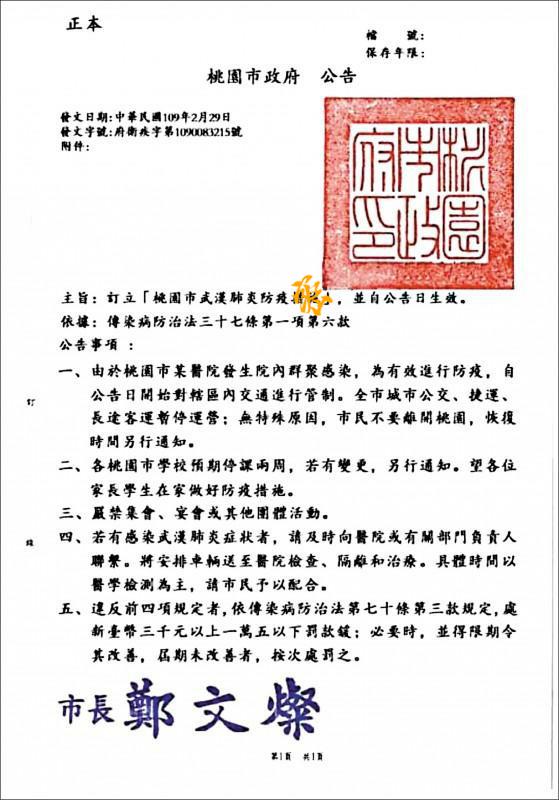 正本
檔　　號：
保存年限：
桃園市政府　公告
發文日期：中華民國109年2月29日
發文字號：府衛疾字第1090083215號
附件：
桃園市政府印
主旨：訂立「桃園市武漢肺炎防疫措施」，並自公告日生效。
依據：傳染病防治法三十七條第一項第六款
公告事項：
一、由於桃園市某醫院發生院內群聚感染，為有效進行防疫，自
公告日開始對轄區內交通進行管制。全市城市公交、捷運、
長途客運暫停運營；無特殊原因，市民不要離開桃園，恢復
時間另行通知。
二、各桃園市學校預期停課兩周，若有變更，另行通知。望各位
家長學生在家做好防疫措施。
三、嚴禁集會、宴會或其他團體活動。
四、若有感染武漢肺炎症狀者，請及時向醫院或有關部門負責人
聯繫。將安排車輛送至醫院檢查、隔離和治療。具體時間以
醫學檢測為主，請市民予以配合。
五、違反前四項規定者，依傳染病防治法第七十條第三款規定，處
新臺幣三千元以上一萬五以下罰款鍰；必要時，並得限期令
其改善，屆期未改善者，按次處罰之。
訂
線
市長 鄭文燦
第1頁　共1頁